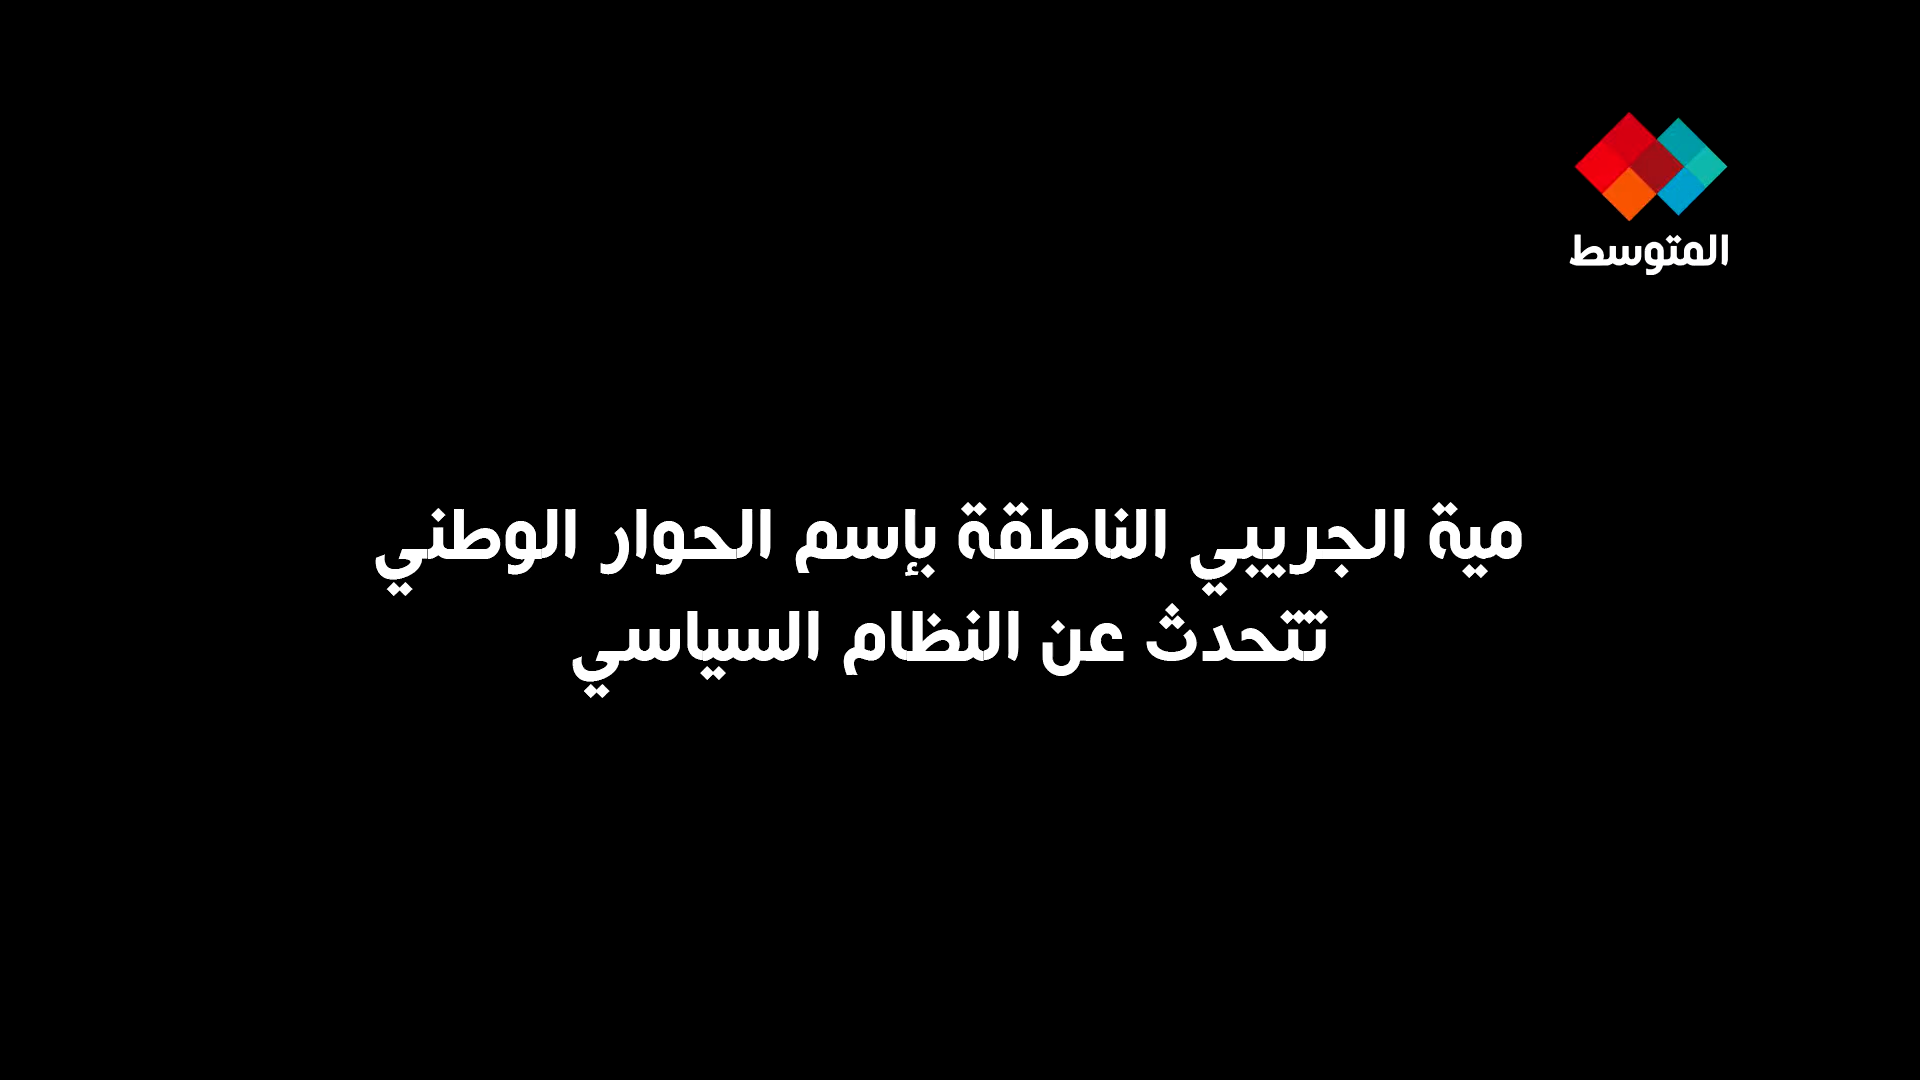 المتوسط
مية الجريبي الناطقة بإسم الحوار الوطني
تتحدث عن النظام السياسي